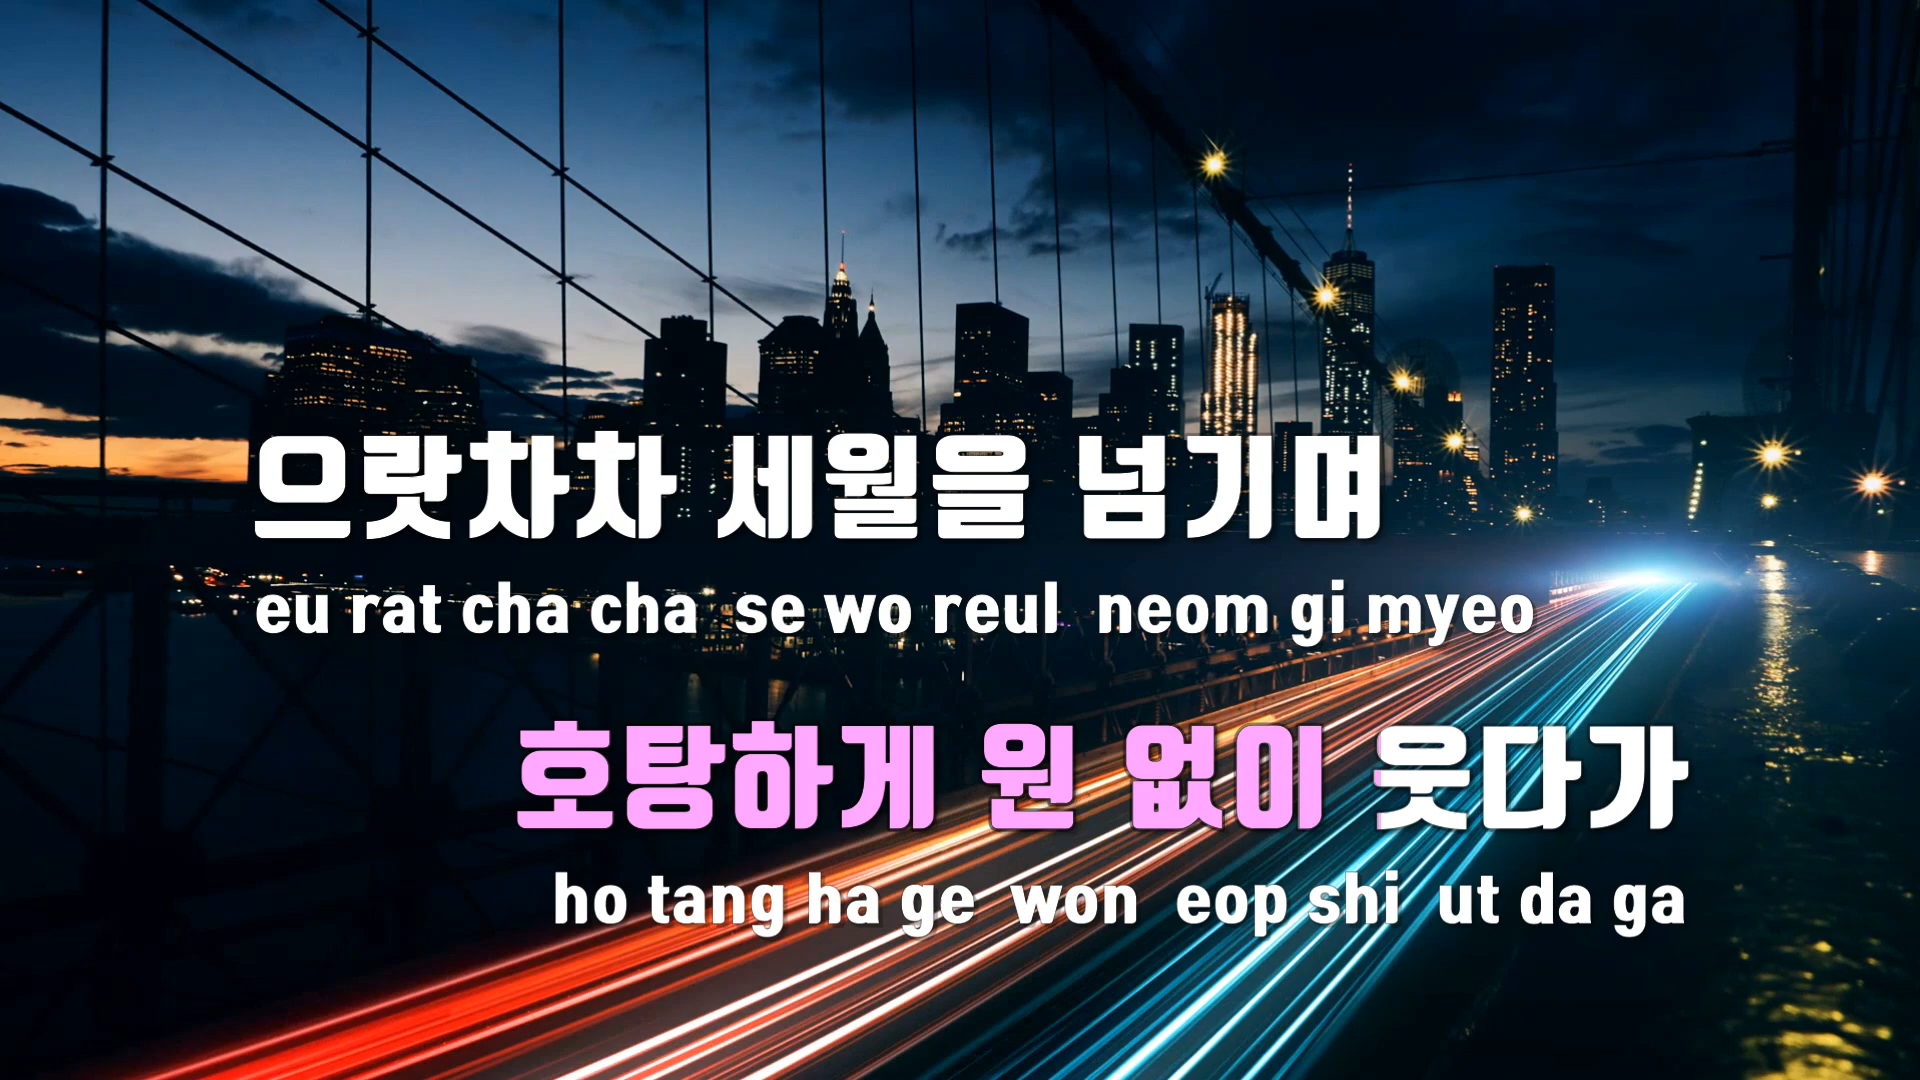 으랏차차 세월을 넘기며
eu rat cha cha se wo reul neom gi myeo
호탕하게 원 없이 웃다가
ho tang ha ge won eop shi ut da ga